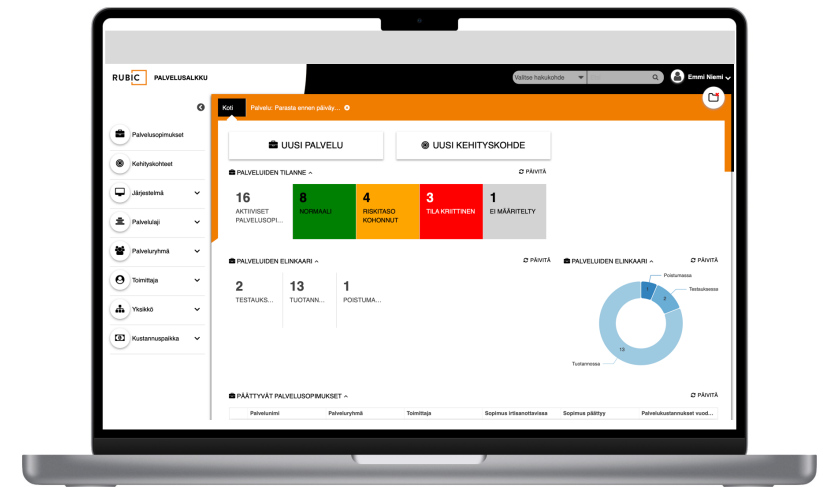 RUBIC PALVELUSALKKU
Valitse hakukohde
Emmi Niemi
Koti
Palvelu: Parasta ennen päiväy...
Palvelusopimukset
Kehityskohteet
Järjestelmä
Palvelulaji
Palveluryhmä
Toimittaja
Yksikkö
Kustannuspaikka
UUSI PALVELU
UUSI KEHITYSKOHDE
PALVELUIDEN TILANNE
PÄIVITÄ
16
AKTIIVISET
PALVELUSOPI...
8
NORMAALI
4
RISKITASO
KOHONNUT
3
TILA KRIITTINEN
1
EI MÄÄRITELTY
PALVELUIDEN ELINKAARI
PÄIVITÄ
2
TESTAUKS...
13
TUOTANN...
1
POISTUMA...
PALVELUIDEN ELINKAARI
PÄIVITÄ
Poistumassa
1
Testauksessa
2
13
Tuotannossa
PÄÄTTYVÄT PALVELUSOPIMUKSET
PÄIVITÄ
Palvelunimi Palveluryhmä Toimittaja Sopimus irtisanottavissa Sopimus päättyy Palvelukustannukset vuod...